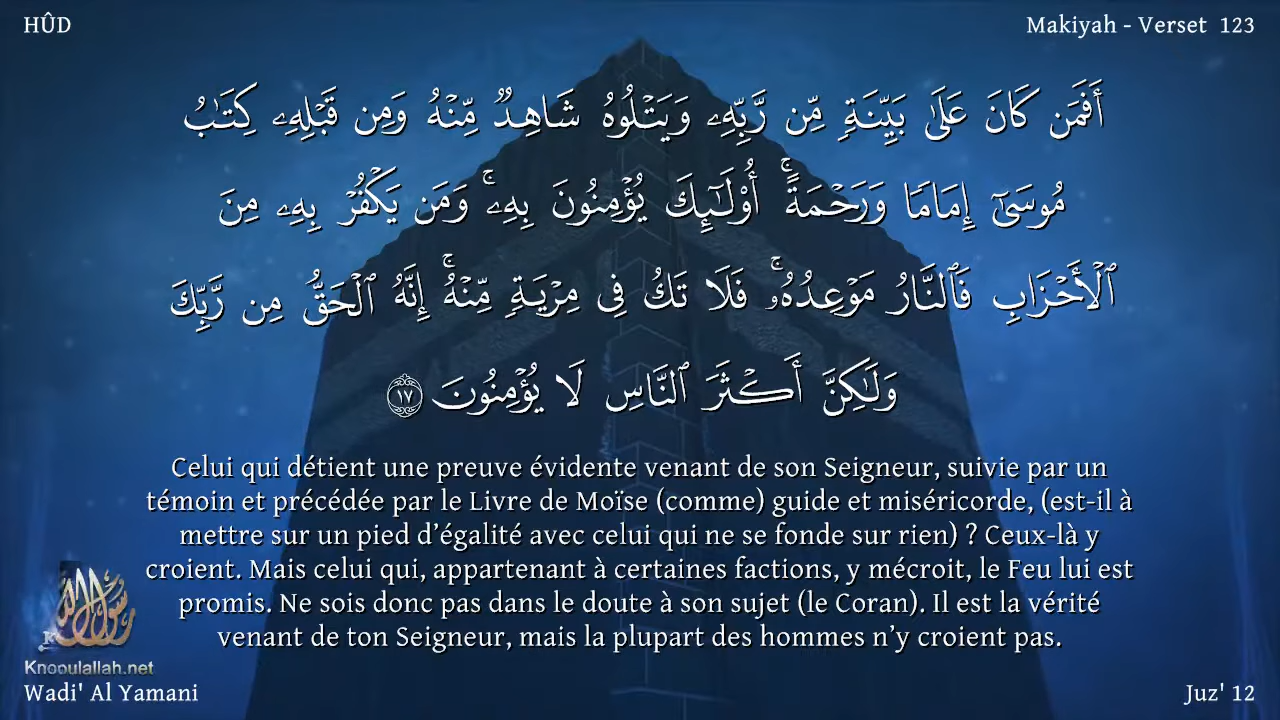 HÛD
Makiyah - Verset 123
أَفَمَن كَانَ عَلَىٰ بَيِّنَةٍ مِّن رَّبِّهِۦ وَيَتْلُوهُ شَاهِدٌ مِّنْهُ وَمِن قَبْلِهِۦ كِتَٰبُ
مُوسَىٰٓ إِمَامًا وَرَحْمَةً ۚ أُو۟لَٰٓئِكَ يُؤْمِنُونَ بِهِۦ ۚ وَمَن يَكْفُرْ بِهِۦ مِنَ
ٱلْأَحْزَابِ فَٱلنَّارُ مَوْعِدُهُۥ ۚ فَلَا تَكُ فِى مِرْيَةٍ مِّنْهُ ۚ إِنَّهُ ٱلْحَقُّ مِن رَّبِّكَ
وَلَٰكِنَّ أَكْثَرَ ٱلنَّاسِ لَا يُؤْمِنُونَ ١٧
Celui qui détient une preuve évidente venant de son Seigneur, suivie par un
témoin et précédée par le Livre de Moïse (comme) guide et miséricorde, (est-il à
mettre sur un pied d’égalité avec celui qui ne se fonde sur rien) ? Ceux-là y
croient. Mais celui qui, appartenant à certaines factions, y mécroit, le Feu lui est
promis. Ne sois donc pas dans le doute à son sujet (le Coran). Il est la vérité
venant de ton Seigneur, mais la plupart des hommes n’y croient pas.
رسول الله
Knooulallah.net
Wadi' Al Yamani
Juz' 12